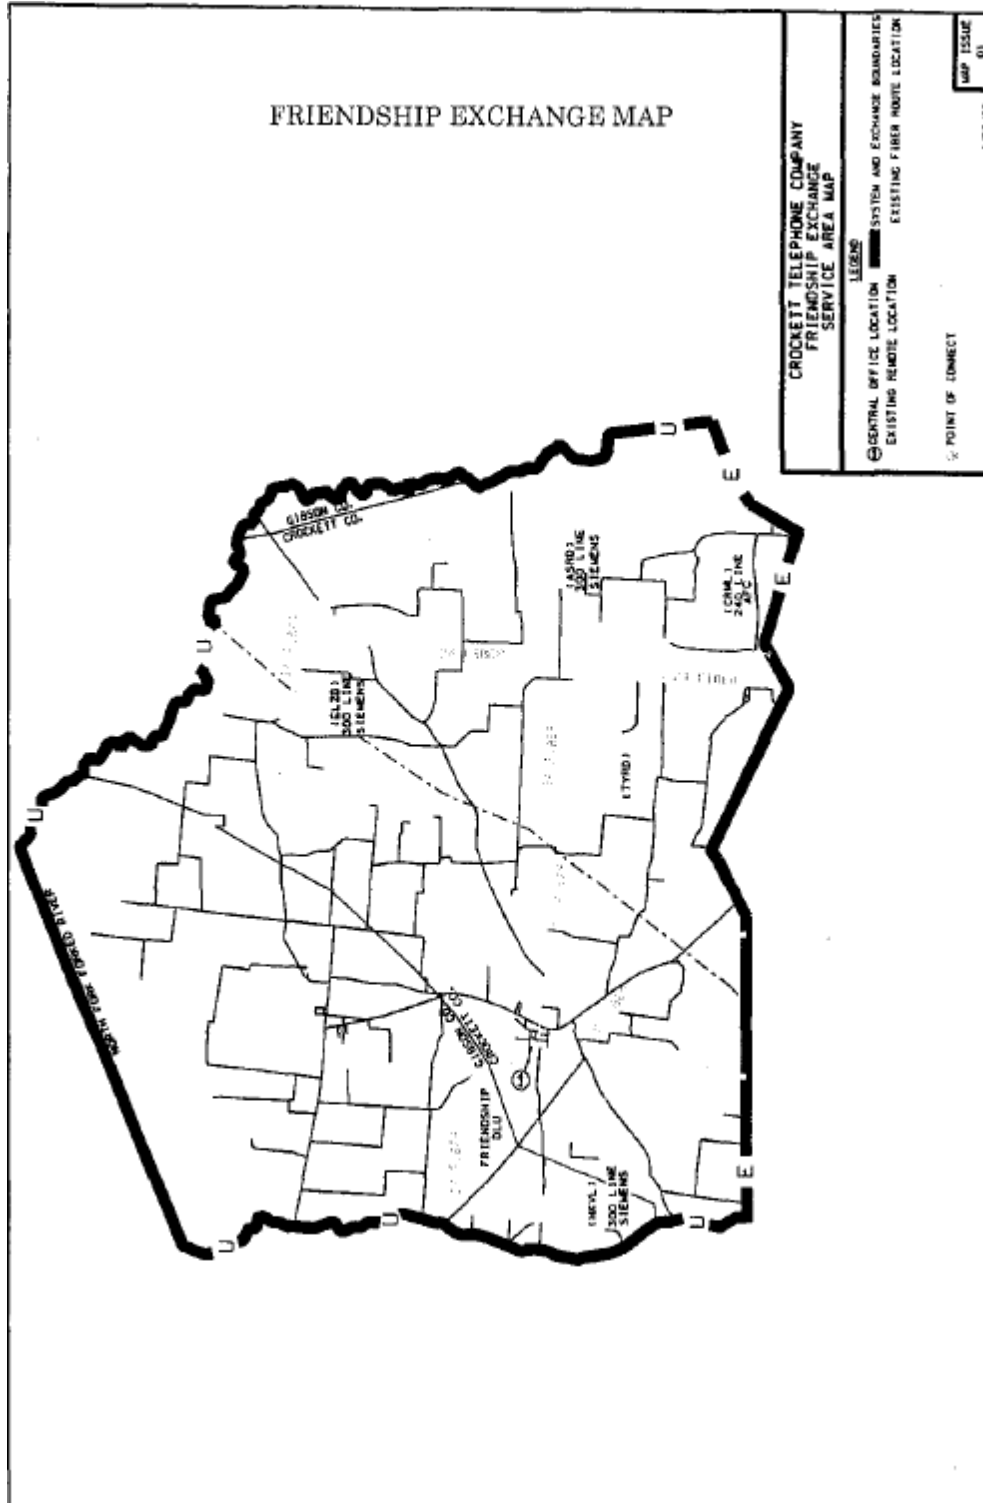 FRIENDSHIP EXCHANGE MAP
CROCKETT TELEPHONE COMPANY
FRIENDSHIP EXCHANGE
SERVICE AREA MAP
LEGEND
CENTRAL OFFICE LOCATION
SYSTEM AND EXCHANGE BOUNDARIES
EXISTING REMOTE LOCATION
EXISTING FIBER ROUTE LOCATION
POINT OF CONNECT
MAP ISSUE
U
E
GIBSON CO.
CROCKETT CO.
(ASRD)
300 LINE
SIEMENS
(CRML)
240 LINE
AFC
E
U
(ELZD)
300 LINE
SIEMENS
(TYRD)
U
NORTH FORK FORKED RIVER
GIBSON CO.
CROCKETT CO.
FRIENDSHIP
DLU
(HKVL)
300 LINE
SIEMENS
E
U
U
U